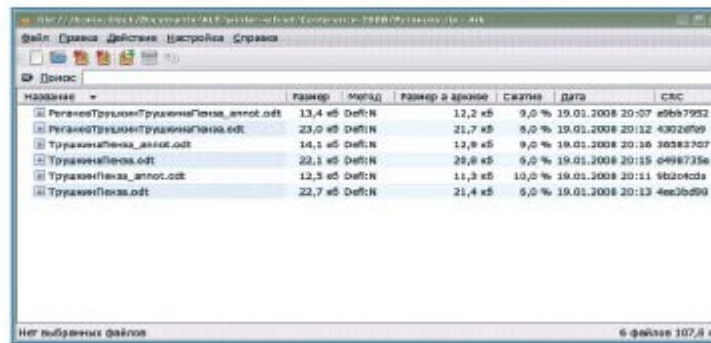 Файл Правка Действие Настройка Справка
Поиск:
Название Размер Метод Размер в архиве Сжатие Дата CRC
13,4 кб Defl:N 12,2 кб 9,0 % 19.01.2008 20:07 e9bb7952
23,0 кб Defl:N 21,7 кб 6,0 % 19.01.2008 20:12
ТрушкинаПенза_annot.odt 14,1 кб Defl:N 12,9 кб 9,0 % 19.01.2008 20:16 36582707
ТрушкинаПенза.odt 22,1 кб Defl:N 20,8 кб 6,0 % 19.01.2008 20:15 d498735e
ТрушкинПенза_annot.odt 12,5 кб Defl:N 11,3 кб 10,0 % 19.01.2008 20:11 9b2c4cda
ТрушкинПенза.odt 22,7 кб Defl:N 21,4 кб 6,0 % 19.01.2008 20:13
Нет выбранных файлов 6 файлов 107,8